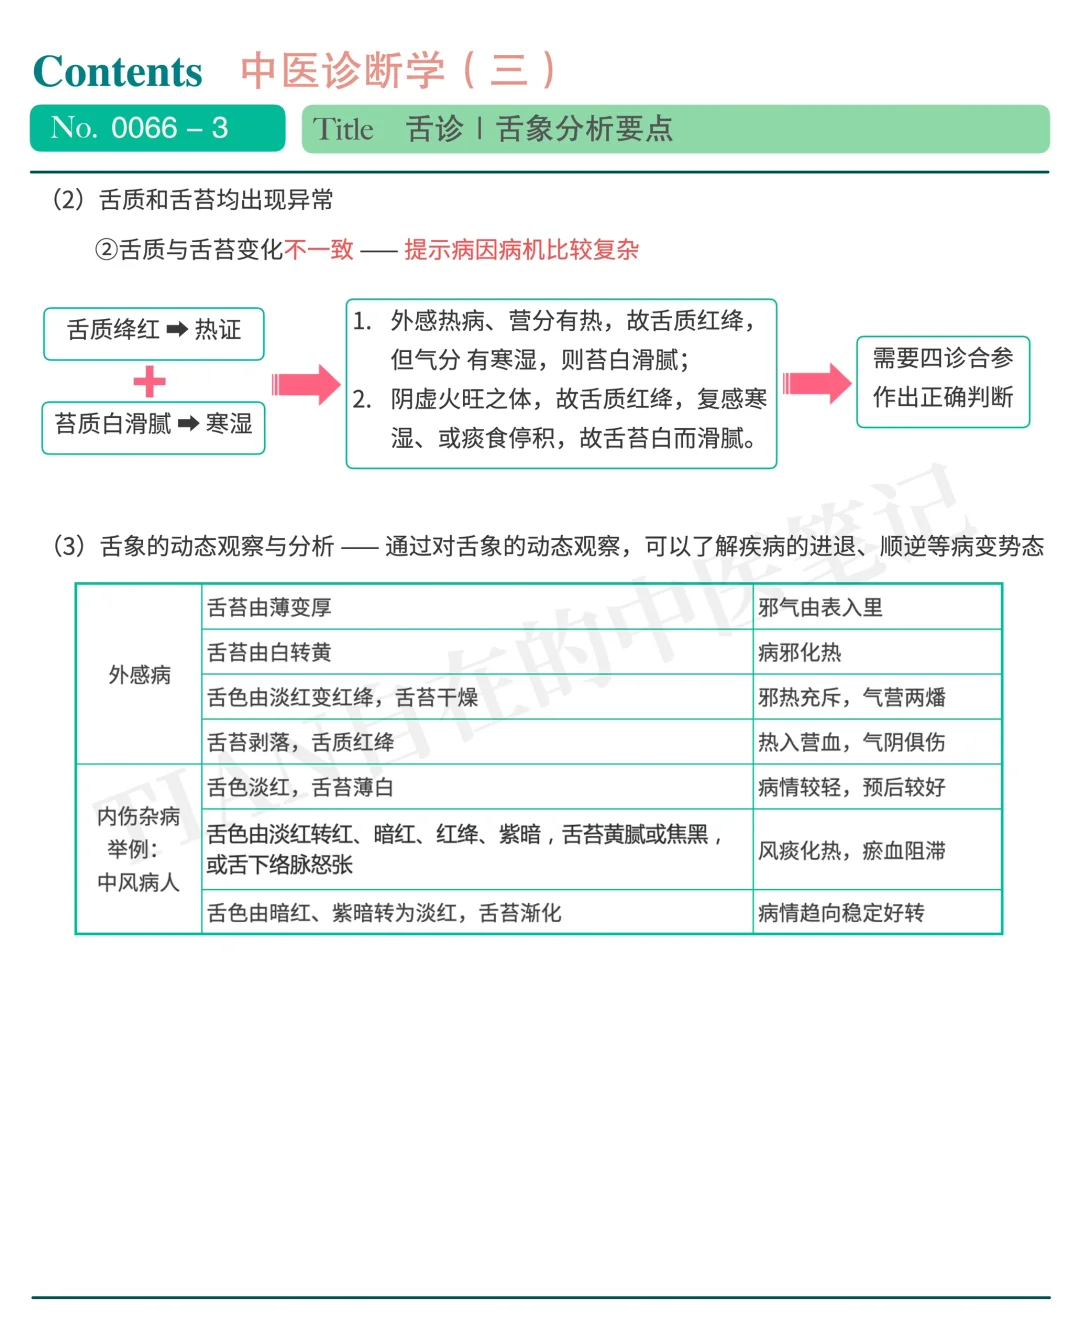 Contents 中医诊断学（三）
No. 0066 – 3
Title 舌诊 | 舌象分析要点
（2）舌质和舌苔均出现异常
②舌质与舌苔变化不一致 —— 提示病因病机比较复杂
舌质绛红 ➡ 热证
+
苔质白滑腻 ➡ 寒湿
1. 外感热病、营分有热，故舌质红绛，
但气分 有寒湿，则苔白滑腻；
2. 阴虚火旺之体，故舌质红绛，复感寒
湿、或痰食停积，故舌苔白而滑腻。
需要四诊合参
作出正确判断
（3）舌象的动态观察与分析 —— 通过对舌象的动态观察，可以了解疾病的进退、顺逆等病变势态
外感病
舌苔由薄变厚
邪气由表入里
舌苔由白转黄
病邪化热
舌色由淡红变红绛，舌苔干燥
邪热充斥，气营两燔
舌苔剥落，舌质红绛
热入营血，气阴俱伤
内伤杂病
举例：
中风病人
舌色淡红，舌苔薄白
病情较轻，预后较好
舌色由淡红转红、暗红、红绛、紫暗，舌苔黄腻或焦黑，
或舌下络脉怒张
风痰化热，瘀血阻滞
舌色由暗红、紫暗转为淡红，舌苔渐化
病情趋向稳定好转
TIAN自在的中医笔记